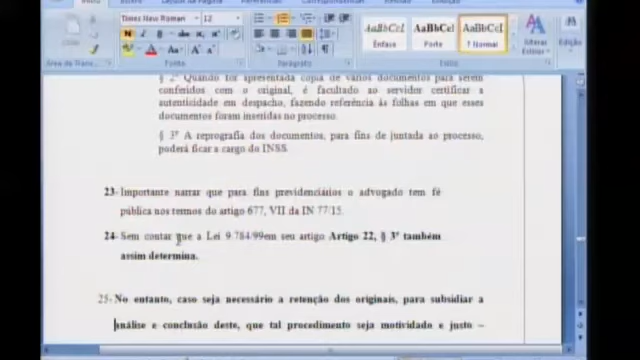 Times New Roman
12
AaBbCcI
AaBbCcI
AaBbCcI
Ênfase
Forte
¶ Normal
Alterar
Estilos
Edição
Área de Trans...
Fonte
Parágrafo
Estilo
§ 2º Quando for apresentada cópia de vários documentos para serem
conferidos com o original, é facultado ao servidor certificar a
autenticidade em despacho, fazendo referência às folhas em que esses
documentos foram inseridas no processo.
§ 3º A reprografia dos documentos, para fins de juntada ao processo,
poderá ficar a cargo do INSS.
23- Importante narrar que para fins previdenciários o advogado tem fé
pública nos termos do artigo 677, VII da IN 77/15.
24- Sem contar que a Lei 9.784/99em seu artigo Artigo 22, § 3º também
assim determina.
25- No entanto, caso seja necessário a retenção dos originais, para subsidiar a
análise e conclusão deste, que tal procedimento seja motividado e justo –